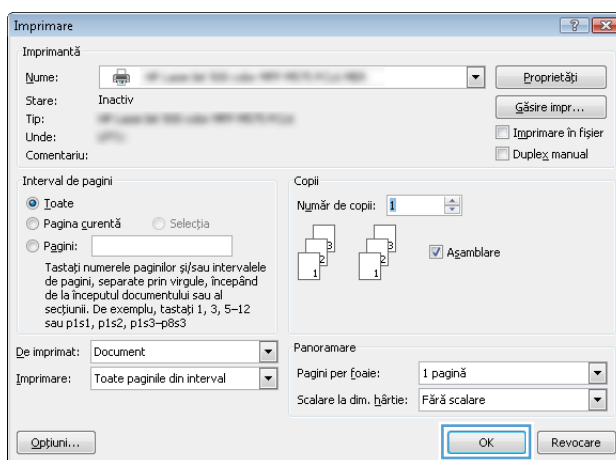 Imprimare
Imprimantă
Nume:
Proprietăți
Stare: Inactiv
Găsire impr...
Tip:
Unde:
Imprimare în fișier
Comentariu:
Duplex manual
Interval de pagini
Toate
Pagina curentă Selecția
Pagini:
Tastați numerele paginilor și/sau intervalele
de pagini, separate prin virgule, începând
de la începutul documentului sau al
secțiunii. De exemplu, tastați 1, 3, 5–12
sau p1s1, p1s2, p1s3–p8s3
Copii
Număr de copii: 1
1 2 3 1 2 3
Asamblare
De imprimat: Document
Imprimare: Toate paginile din interval
Panoramare
Pagini per foaie: 1 pagină
Scalare la dim. hârtie: Fără scalare
Opțiuni... OK Revocare